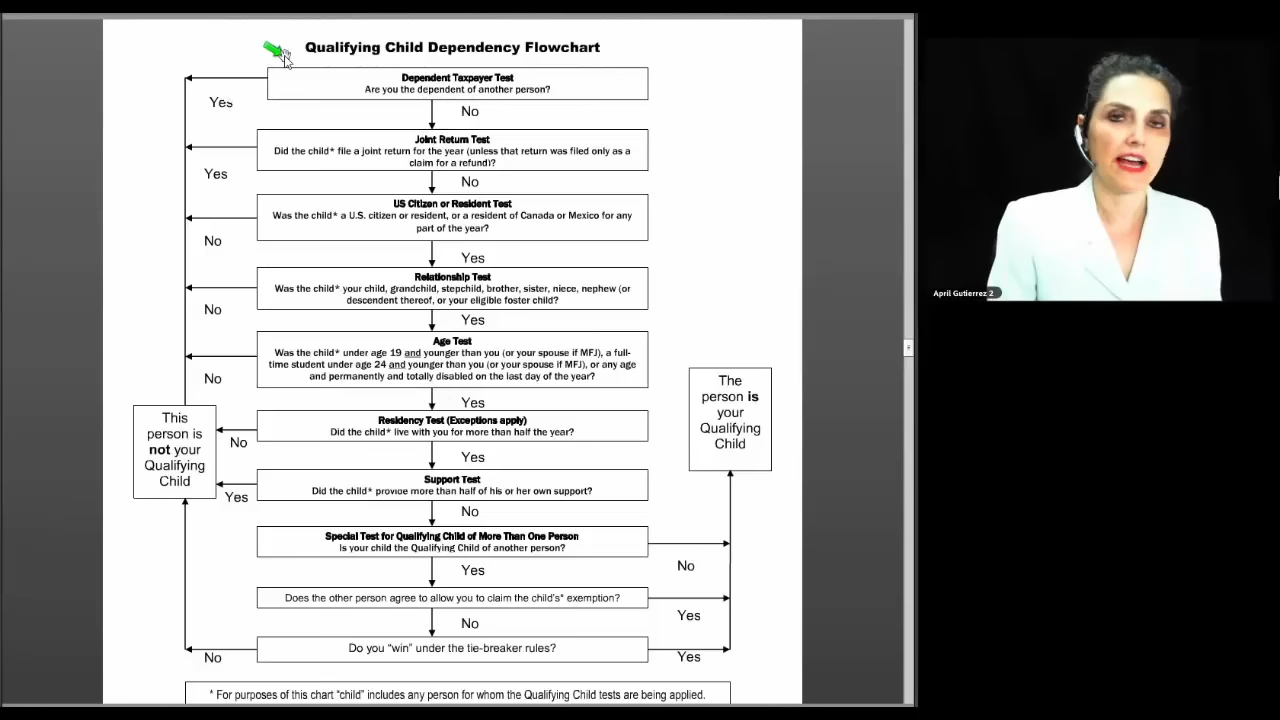 Qualifying Child Dependency Flowchart
Dependent Taxpayer Test
Are you the dependent of another person?
Yes
No
Joint Return Test
Did the child* file a joint return for the year (unless that return was filed only as a
claim for a refund)?
Yes
No
US Citizen or Resident Test
Was the child* a U.S. citizen or resident, or a resident of Canada or Mexico for any
part of the year?
No
Yes
Relationship Test
Was the child* your child, grandchild, stepchild, brother, sister, niece, nephew (or
descendent thereof, or your eligible foster child?
No
Yes
Age Test
Was the child* under age 19 and younger than you (or your spouse if MFJ), a full-
time student under age 24 and younger than you (or your spouse if MFJ), or any age
and permanently and totally disabled on the last day of the year?
No
Yes
Residency Test (Exceptions apply)
Did the child* live with you for more than half the year?
No
Yes
Support Test
Did the child* provide more than half of his or her own support?
Yes
No
Special Test for Qualifying Child of More Than One Person
Is your child the Qualifying Child of another person?
No
Yes
Does the other person agree to allow you to claim the child's* exemption?
Yes
No
Do you "win" under the tie-breaker rules?
No
Yes
This
person is
not your
Qualifying
Child
The
person is
your
Qualifying
Child
* For purposes of this chart "child" includes any person for whom the Qualifying Child tests are being applied.
April Gutierrez 2